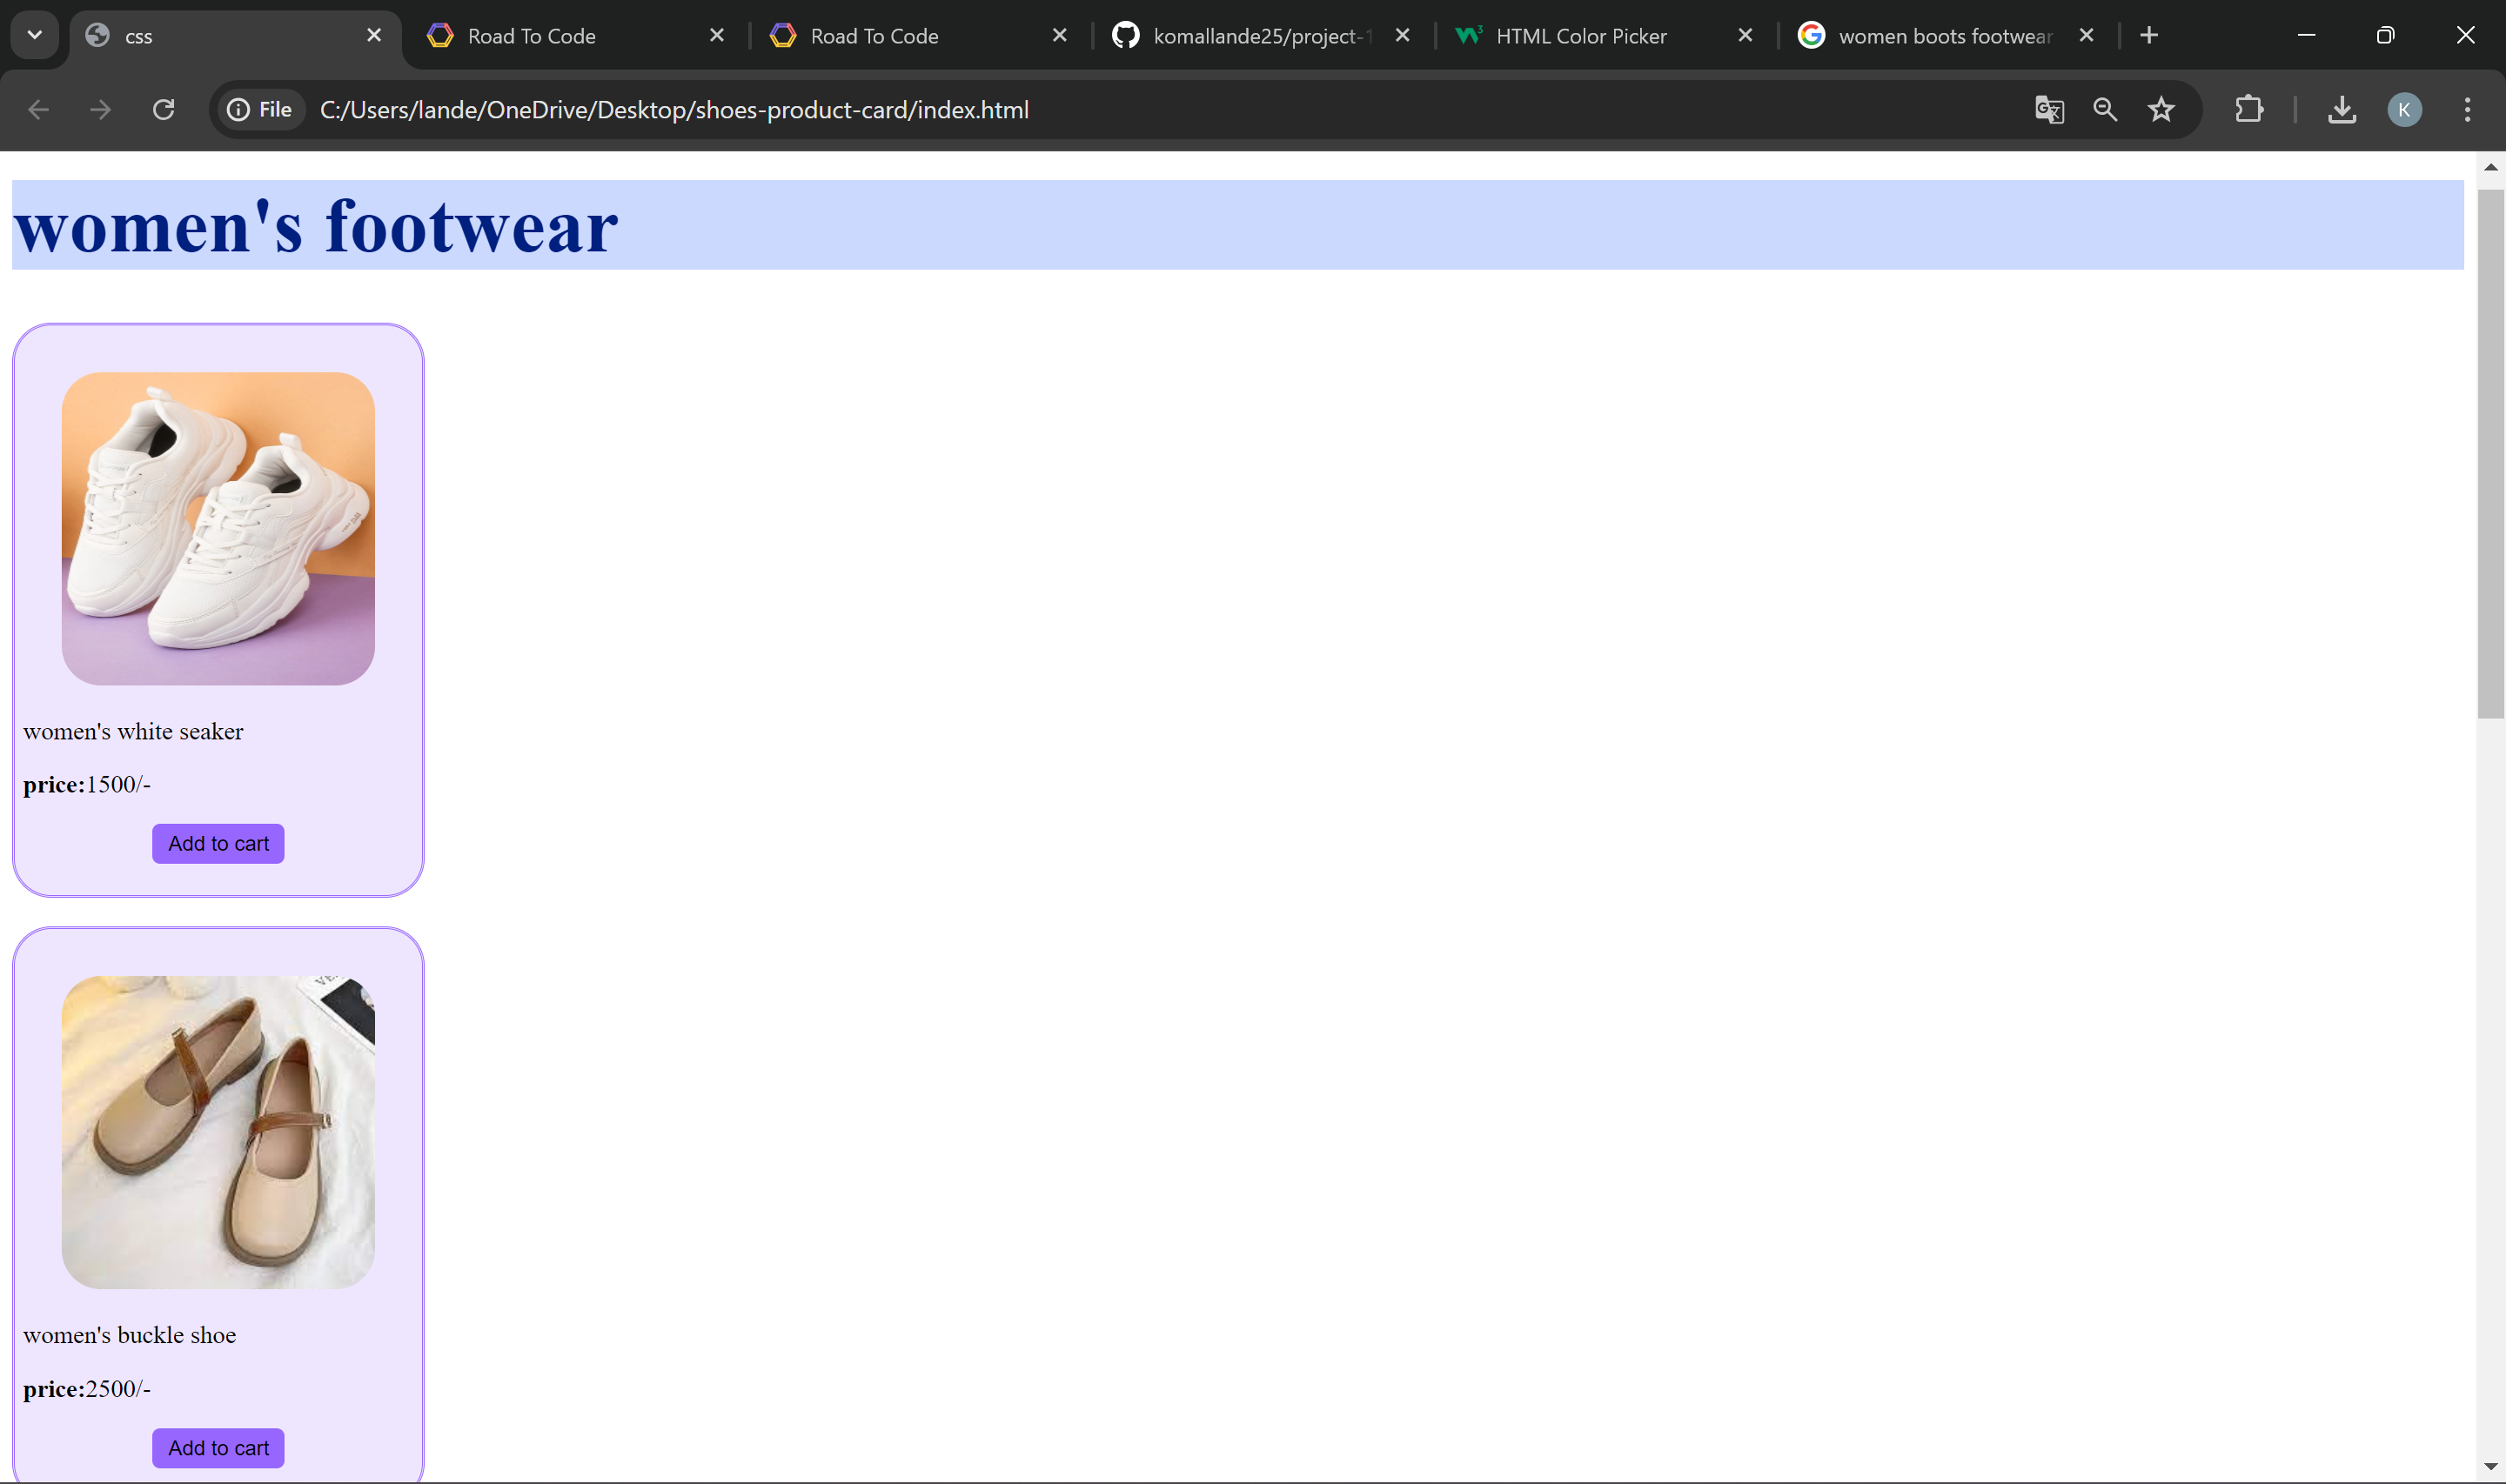 css
Road To Code
Road To Code
komallande25/project-1
HTML Color Picker
women boots footwear
File
C:/Users/lande/OneDrive/Desktop/shoes-product-card/index.html
K
women's footwear
women's white seaker
price:1500/-
Add to cart
women's buckle shoe
price:2500/-
Add to cart